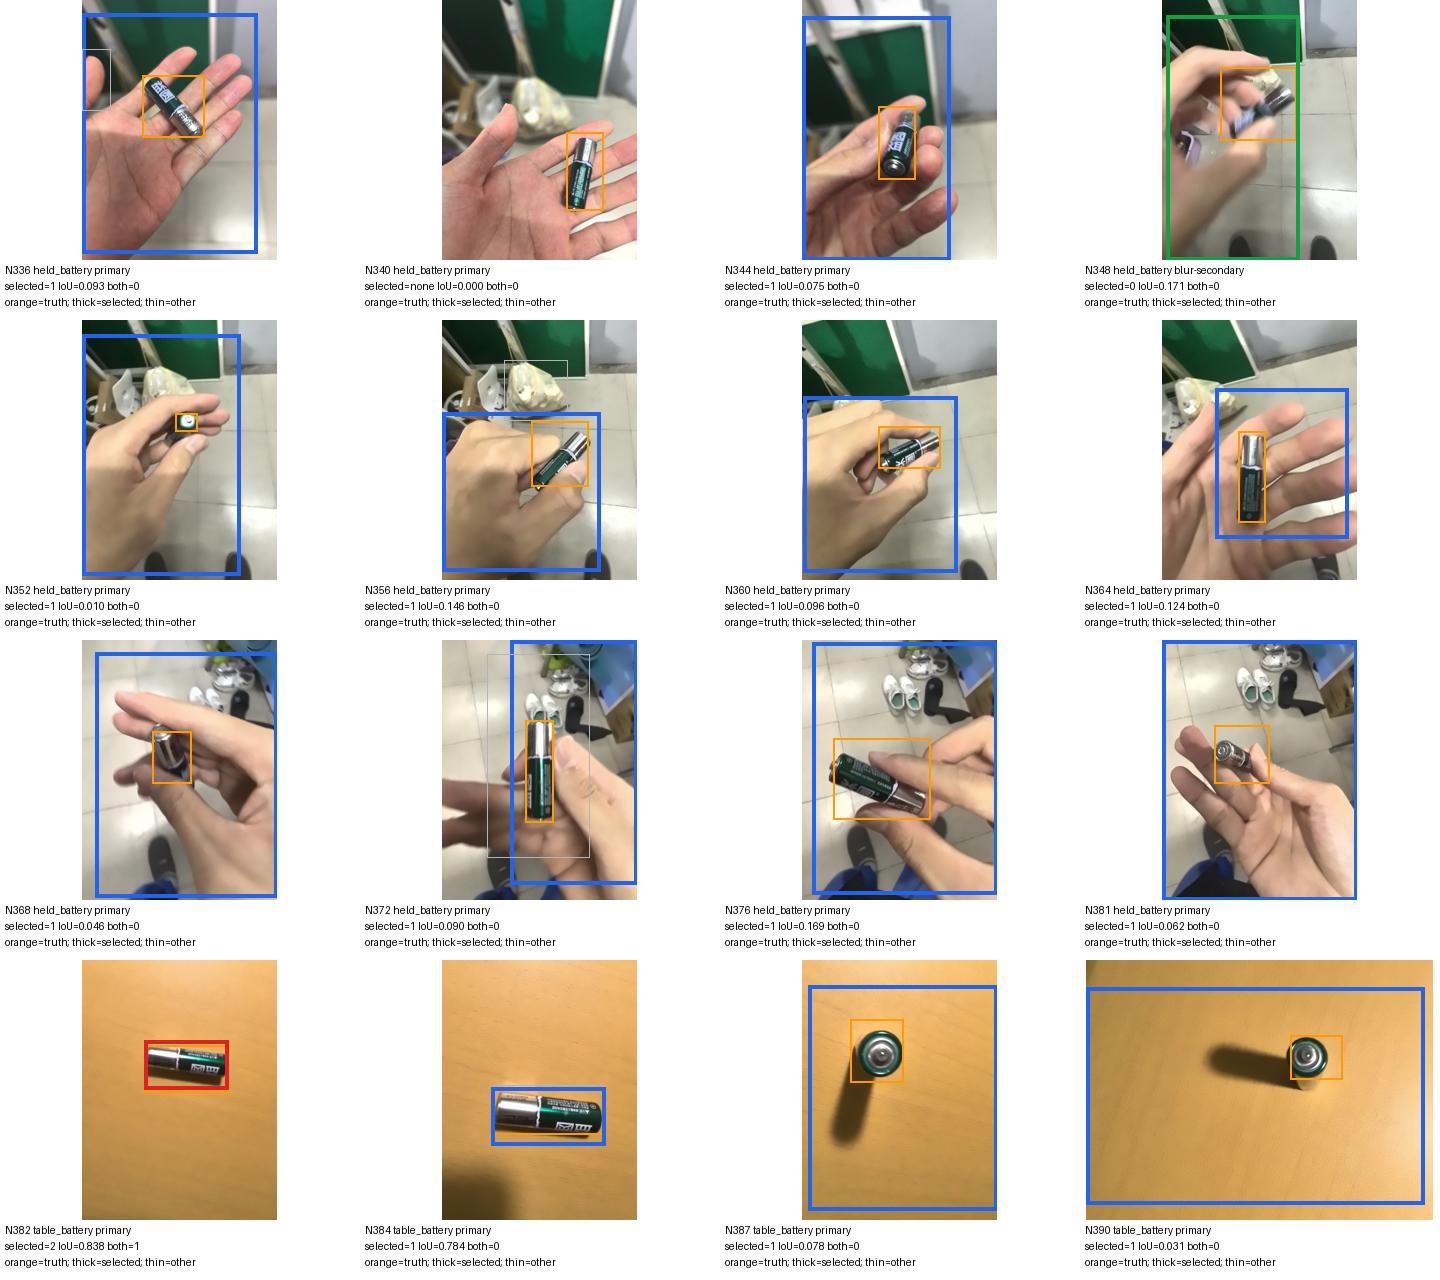 N336 held_battery primary
selected=1 IoU=0.093 both=0
orange=truth; thick=selected; thin=other
N340 held_battery primary
selected=none IoU=0.000 both=0
orange=truth; thick=selected; thin=other
N344 held_battery primary
selected=1 IoU=0.075 both=0
orange=truth; thick=selected; thin=other
N348 held_battery blur-secondary
selected=0 IoU=0.171 both=0
orange=truth; thick=selected; thin=other
N352 held_battery primary
selected=1 IoU=0.010 both=0
orange=truth; thick=selected; thin=other
N356 held_battery primary
selected=1 IoU=0.146 both=0
orange=truth; thick=selected; thin=other
N360 held_battery primary
selected=1 IoU=0.096 both=0
orange=truth; thick=selected; thin=other
N364 held_battery primary
selected=1 IoU=0.124 both=0
orange=truth; thick=selected; thin=other
N368 held_battery primary
selected=1 IoU=0.046 both=0
orange=truth; thick=selected; thin=other
N372 held_battery primary
selected=1 IoU=0.090 both=0
orange=truth; thick=selected; thin=other
N376 held_battery primary
selected=1 IoU=0.169 both=0
orange=truth; thick=selected; thin=other
N381 held_battery primary
selected=1 IoU=0.062 both=0
orange=truth; thick=selected; thin=other
N382 table_battery primary
selected=2 IoU=0.838 both=1
orange=truth; thick=selected; thin=other
N384 table_battery primary
selected=1 IoU=0.784 both=0
orange=truth; thick=selected; thin=other
N387 table_battery primary
selected=1 IoU=0.078 both=0
orange=truth; thick=selected; thin=other
N390 table_battery primary
selected=1 IoU=0.031 both=0
orange=truth; thick=selected; thin=other